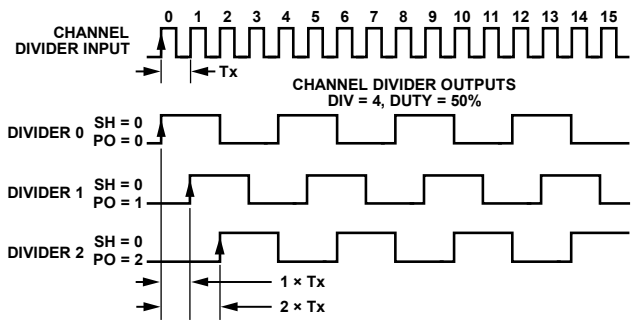 0 1 2 3 4 5 6 7 8 9 10 11 12 13 14 15
CHANNEL
DIVIDER INPUT
Tx
CHANNEL DIVIDER OUTPUTS
DIV = 4, DUTY = 50%
DIVIDER 0 SH = 0
PO = 0
DIVIDER 1 SH = 0
PO = 1
DIVIDER 2 SH = 0
PO = 2
1 × Tx
2 × Tx